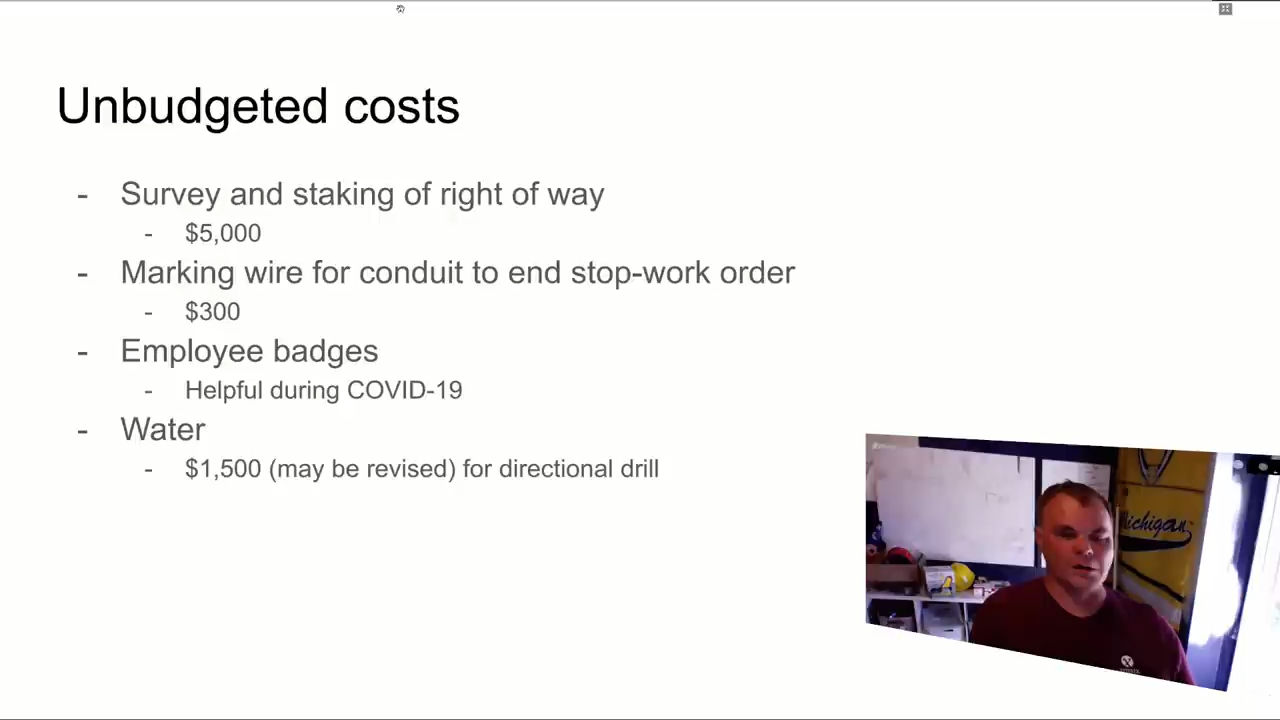 Unbudgeted costs
- Survey and staking of right of way
- $5,000
- Marking wire for conduit to end stop-work order
- $300
- Employee badges
- Helpful during COVID-19
- Water
- $1,500 (may be revised) for directional drill
Michigan